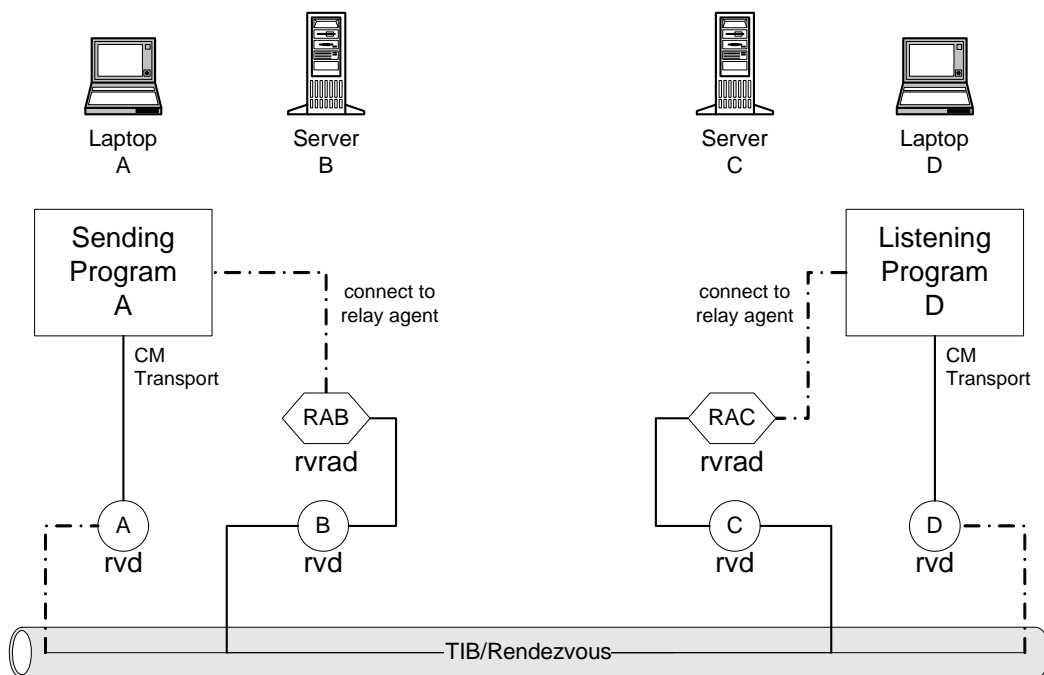 Laptop
A
Server
B
Server
C
Laptop
D
Sending
Program
A
connect to
relay agent
connect to
relay agent
Listening
Program
D
CM
Transport
CM
Transport
RAB
rvrad
RAC
rvrad
A
rvd
B
rvd
C
rvd
D
rvd
TIB/Rendezvous